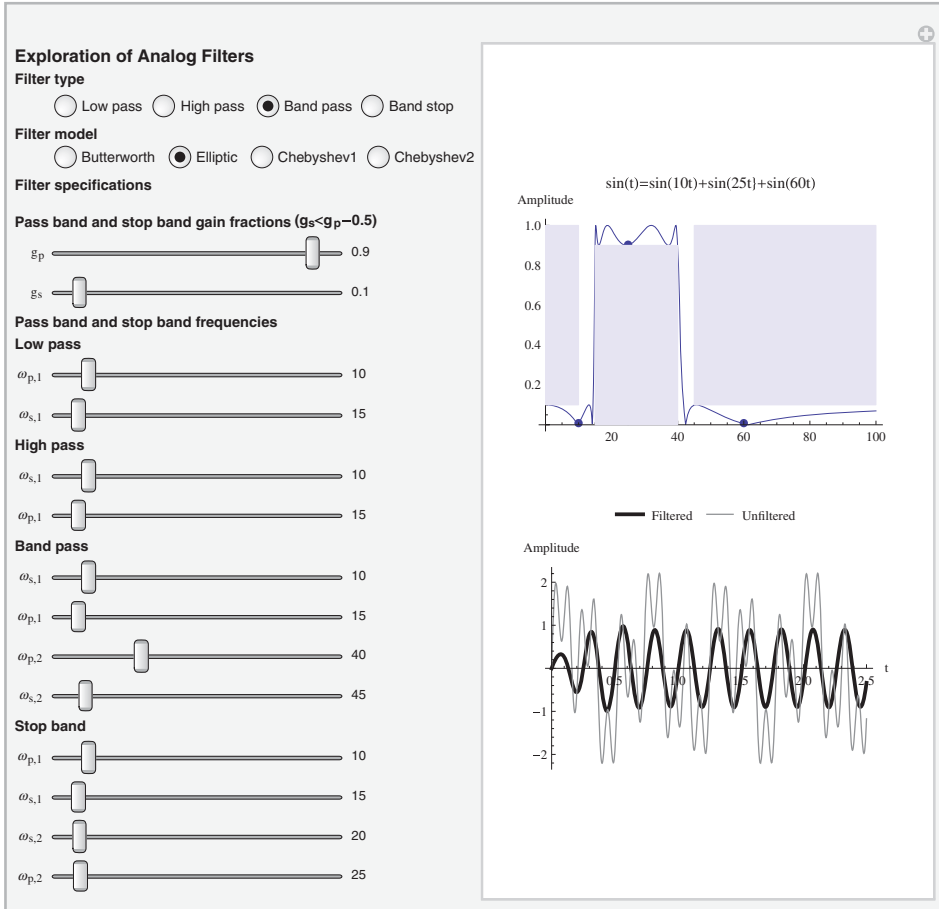 Exploration of Analog Filters
Filter type
Low pass High pass Band pass Band stop
Filter model
Butterworth Elliptic Chebyshev1 Chebyshev2
Filter specifications
Pass band and stop band gain fractions (gs<gp−0.5)
gp 0.9
gs 0.1
Pass band and stop band frequencies
Low pass
ωp,1 10
ωs,1 15
High pass
ωs,1 10
ωp,1 15
Band pass
ωs,1 10
ωp,1 15
ωp,2 40
ωs,2 45
Stop band
ωp,1 10
ωs,1 15
ωs,2 20
ωp,2 25
sin(t)=sin(10t)+sin(25t}+sin(60t)
Amplitude
1.0
0.8
0.6
0.4
0.2
20 40 60 80 100
Filtered Unfiltered
Amplitude
2
1
0.5 1.0 1.5 2.0 2.5 t
−1
−2